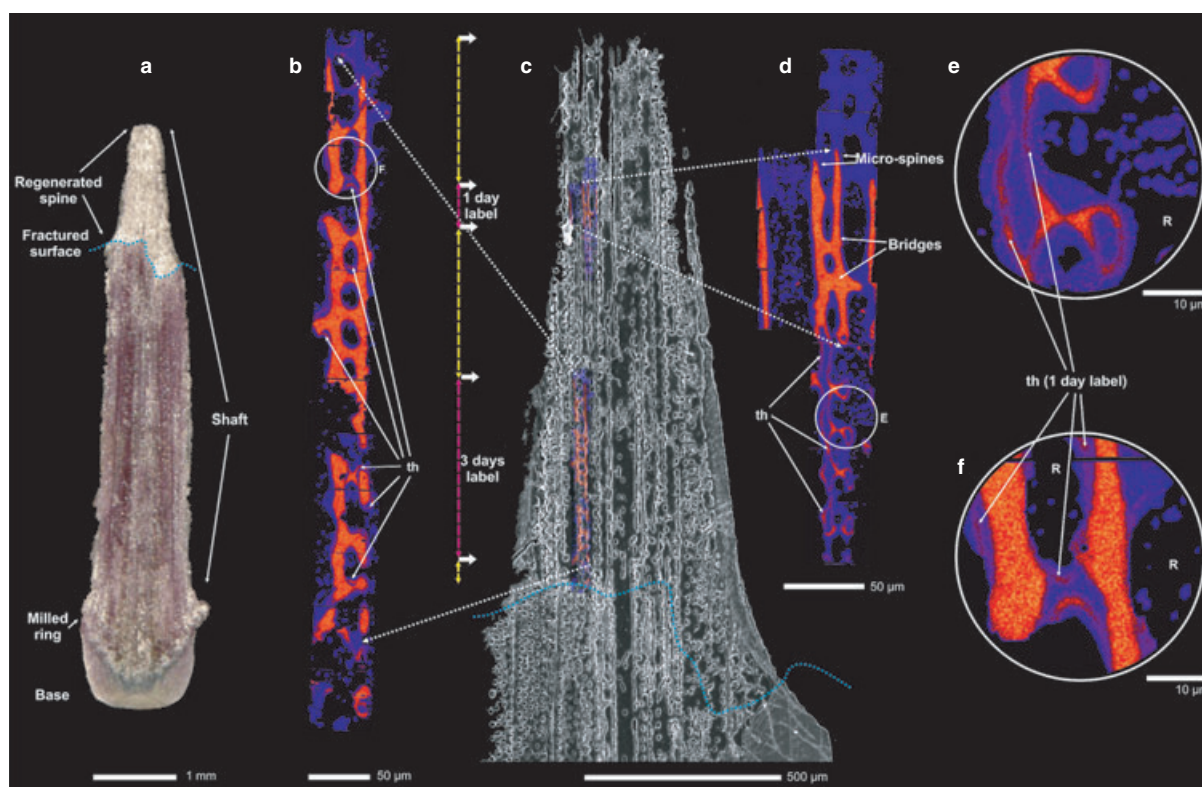 a
Regenerated
spine
Fractured
surface
Shaft
Milled
ring
Base
1 mm
b
F
th
50 µm
1 day
label
3 days
label
c
500 µm
d
Micro-spines
Bridges
th
E
50 µm
e
R
10 µm
th (1 day label)
f
R
R
10 µm